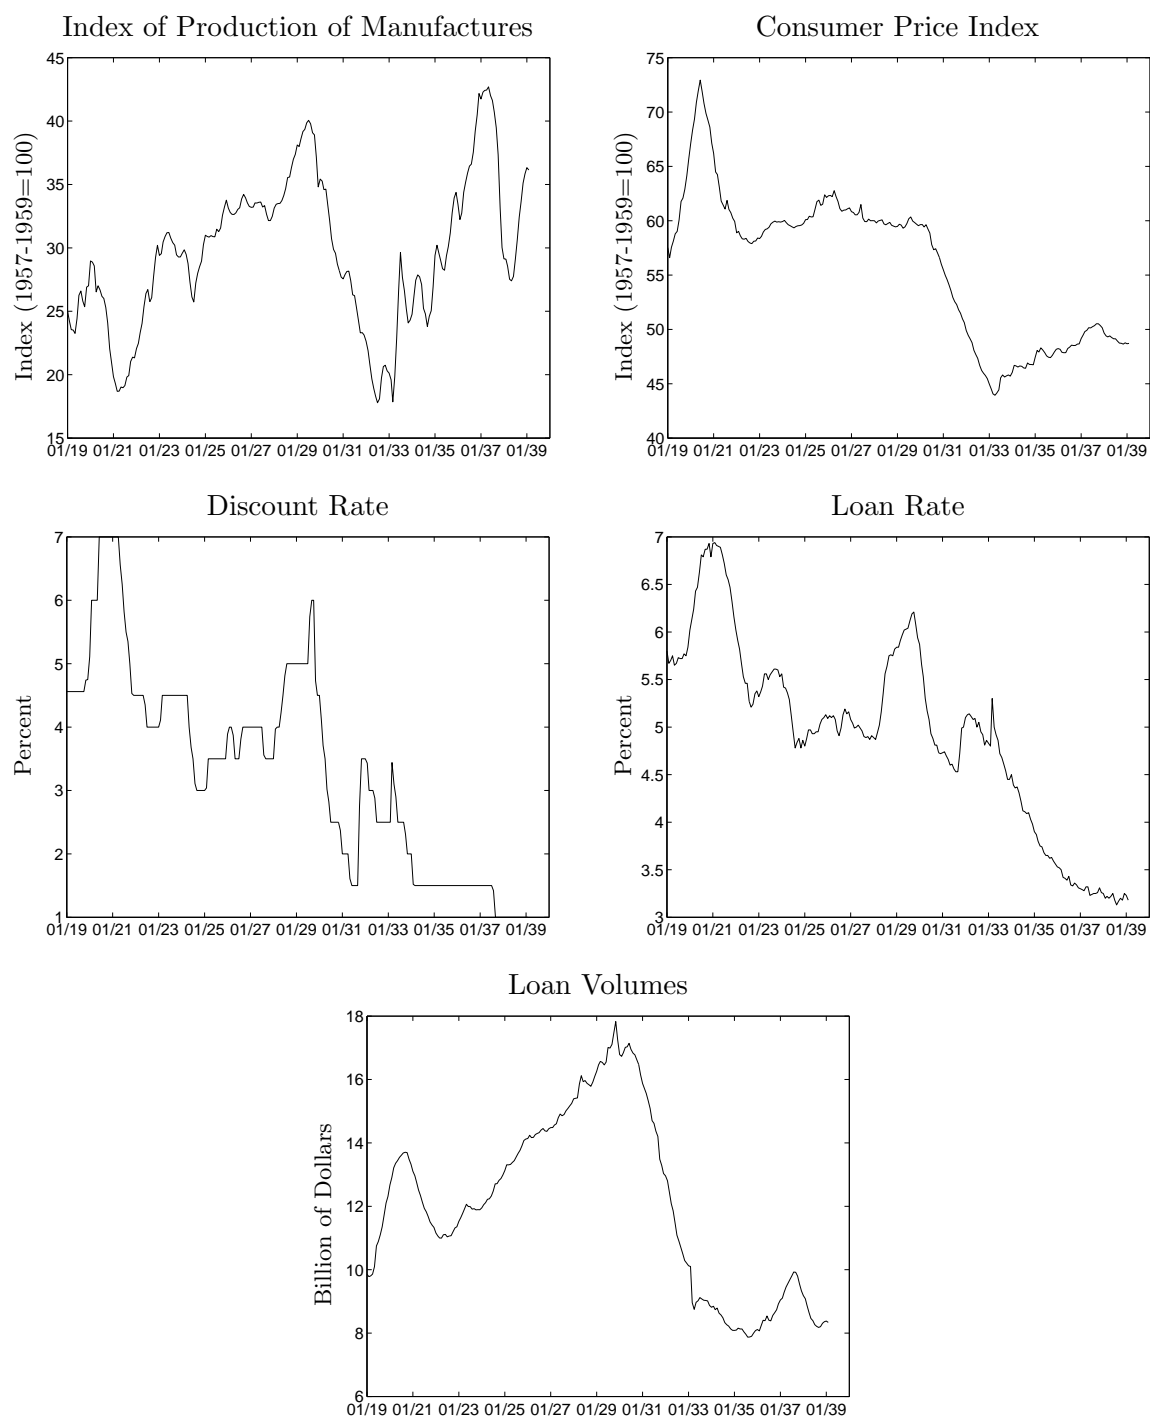 Index of Production of Manufactures
Index (1957-1959=100)
45
40
35
30
25
20
15
01/19 01/21 01/23 01/25 01/27 01/29 01/31 01/33 01/35 01/37 01/39
Consumer Price Index
Index (1957-1959=100)
75
70
65
60
55
50
45
40
01/19 01/21 01/23 01/25 01/27 01/29 01/31 01/33 01/35 01/37 01/39
Discount Rate
Percent
7
6
5
4
3
2
1
01/19 01/21 01/23 01/25 01/27 01/29 01/31 01/33 01/35 01/37 01/39
Loan Rate
Percent
7
6.5
6
5.5
5
4.5
4
3.5
3
01/19 01/21 01/23 01/25 01/27 01/29 01/31 01/33 01/35 01/37 01/39
Loan Volumes
Billion of Dollars
18
16
14
12
10
8
6
01/19 01/21 01/23 01/25 01/27 01/29 01/31 01/33 01/35 01/37 01/39